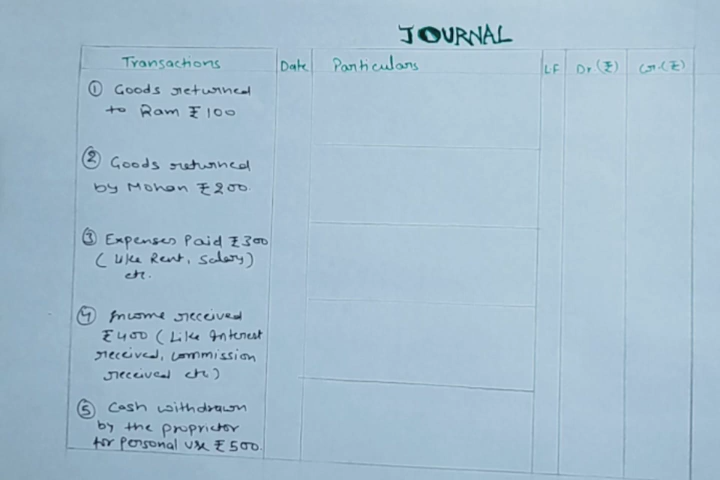 JOURNAL
Transactions Date Particulars LF Dr (₹) Cr. (₹)
① Goods returned
to Ram ₹100
② Goods returned
by Mohan ₹200.
③ Expenses Paid ₹300
(Like Rent, Salary)
etc.
④ Income received
₹400 (Like Interest
received, commission
received etc)
⑤ Cash withdrawn
by the proprictor
for personal use ₹500.